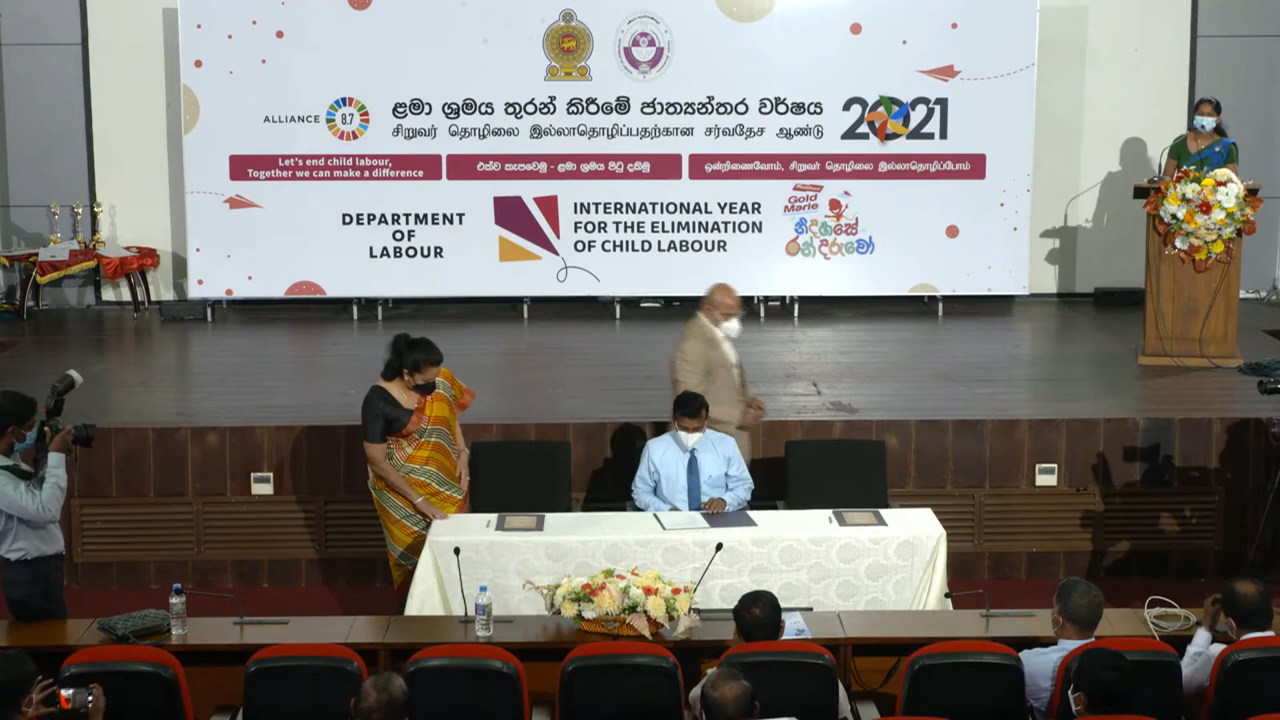 ALLIANCE 8.7
ළමා ශ්‍රමය තුරන් කිරීමේ ජාත්‍යන්තර වර්ෂය
சிறுவர் தொழிலை இல்லாதொழிப்பதற்கான சர்வதேச ஆண்டு
2021
Let's end child labour,
Together we can make a difference
එක්ව කැපවෙමු - ළමා ශ්‍රමය පිටු දකිමු
ஒன்றிணைவோம், சிறுவர் தொழிலை இல்லாதொழிப்போம்
DEPARTMENT
OF
LABOUR
INTERNATIONAL YEAR
FOR THE ELIMINATION
OF CHILD LABOUR
Gold
Marie